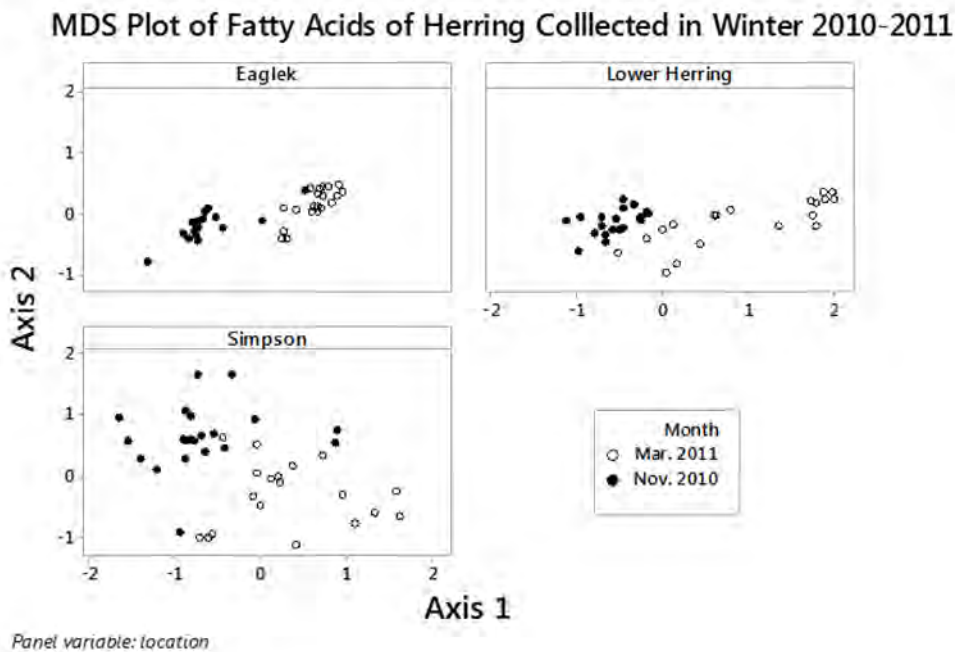 MDS Plot of Fatty Acids of Herring Colllected in Winter 2010-2011
Eaglek
Lower Herring
2
1
0
-1
-2 -1 0 1 2
Axis 2
Simpson
2
1
0
-1
-2 -1 0 1 2
Month
Mar. 2011
Nov. 2010
Axis 1
Panel variable: location